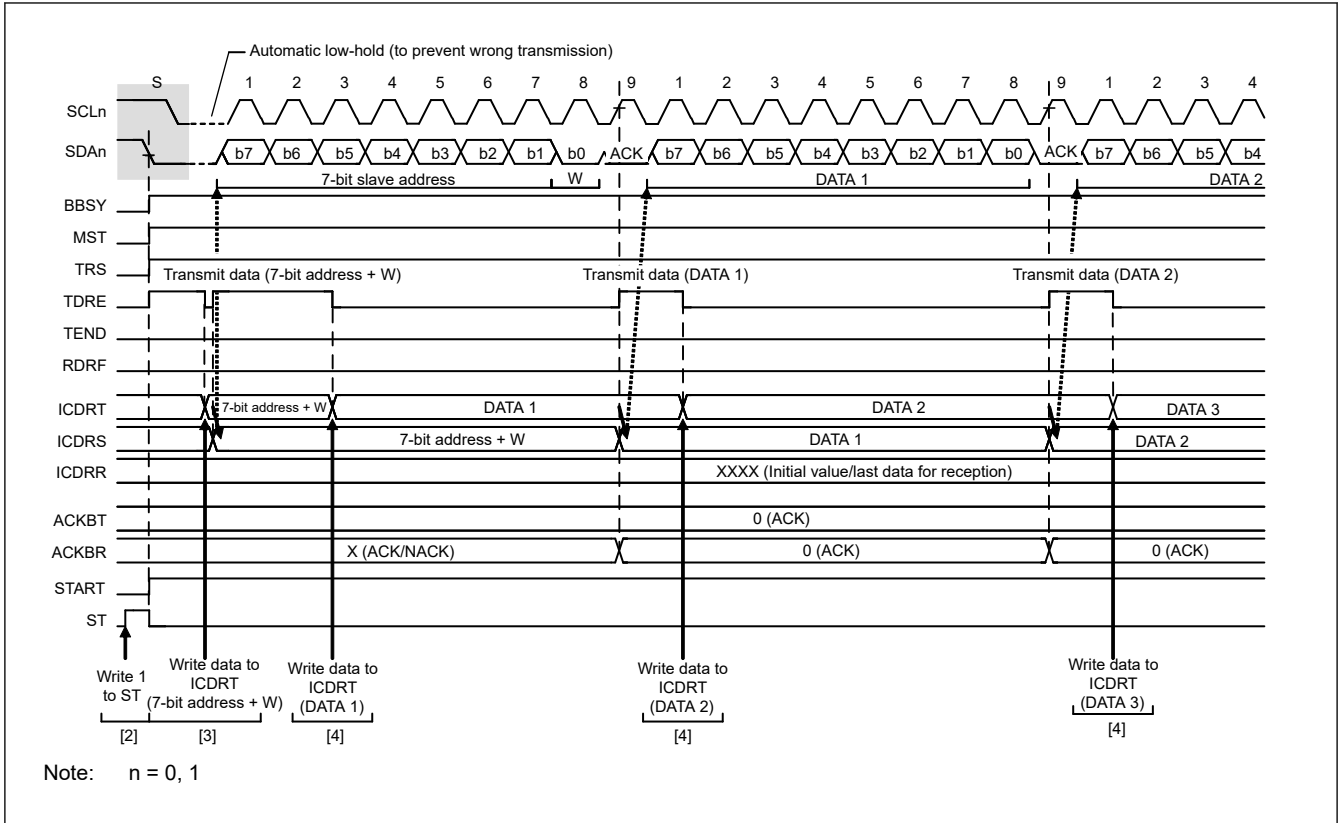 Automatic low-hold (to prevent wrong transmission)
S 1 2 3 4 5 6 7 8 9 1 2 3 4 5 6 7 8 9 1 2 3 4
SCLn
SDAn b7 b6 b5 b4 b3 b2 b1 b0 ACK b7 b6 b5 b4 b3 b2 b1 b0 ACK b7 b6 b5 b4
7-bit slave address W DATA 1 DATA 2
BBSY
MST
TRS
Transmit data (7-bit address + W) Transmit data (DATA 1) Transmit data (DATA 2)
TDRE
TEND
RDRF
ICDRT 7-bit address + W DATA 1 DATA 2 DATA 3
ICDRS 7-bit address + W DATA 1 DATA 2
ICDRR XXXX (Initial value/last data for reception)
ACKBT 0 (ACK)
ACKBR X (ACK/NACK) 0 (ACK) 0 (ACK)
START
ST
Write 1
to ST
Write data to
ICDRT
(7-bit address + W)
Write data to
ICDRT
(DATA 1)
Write data to
ICDRT
(DATA 2)
Write data to
ICDRT
(DATA 3)
[2] [3] [4] [4] [4]
Note: n = 0, 1